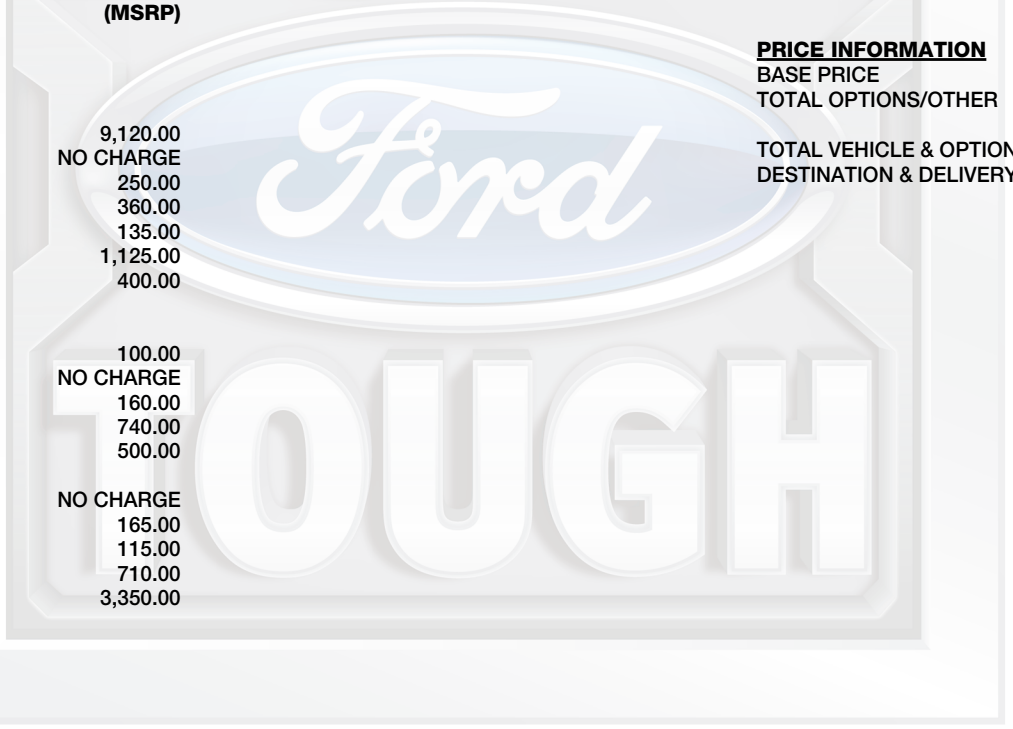 (MSRP)
9,120.00
NO CHARGE
250.00
360.00
135.00
1,125.00
400.00
100.00
NO CHARGE
160.00
740.00
500.00
NO CHARGE
165.00
115.00
710.00
3,350.00
PRICE INFORMATION
BASE PRICE
TOTAL OPTIONS/OTHER
TOTAL VEHICLE & OPTION
DESTINATION & DELIVERY
Ford
TOUGH